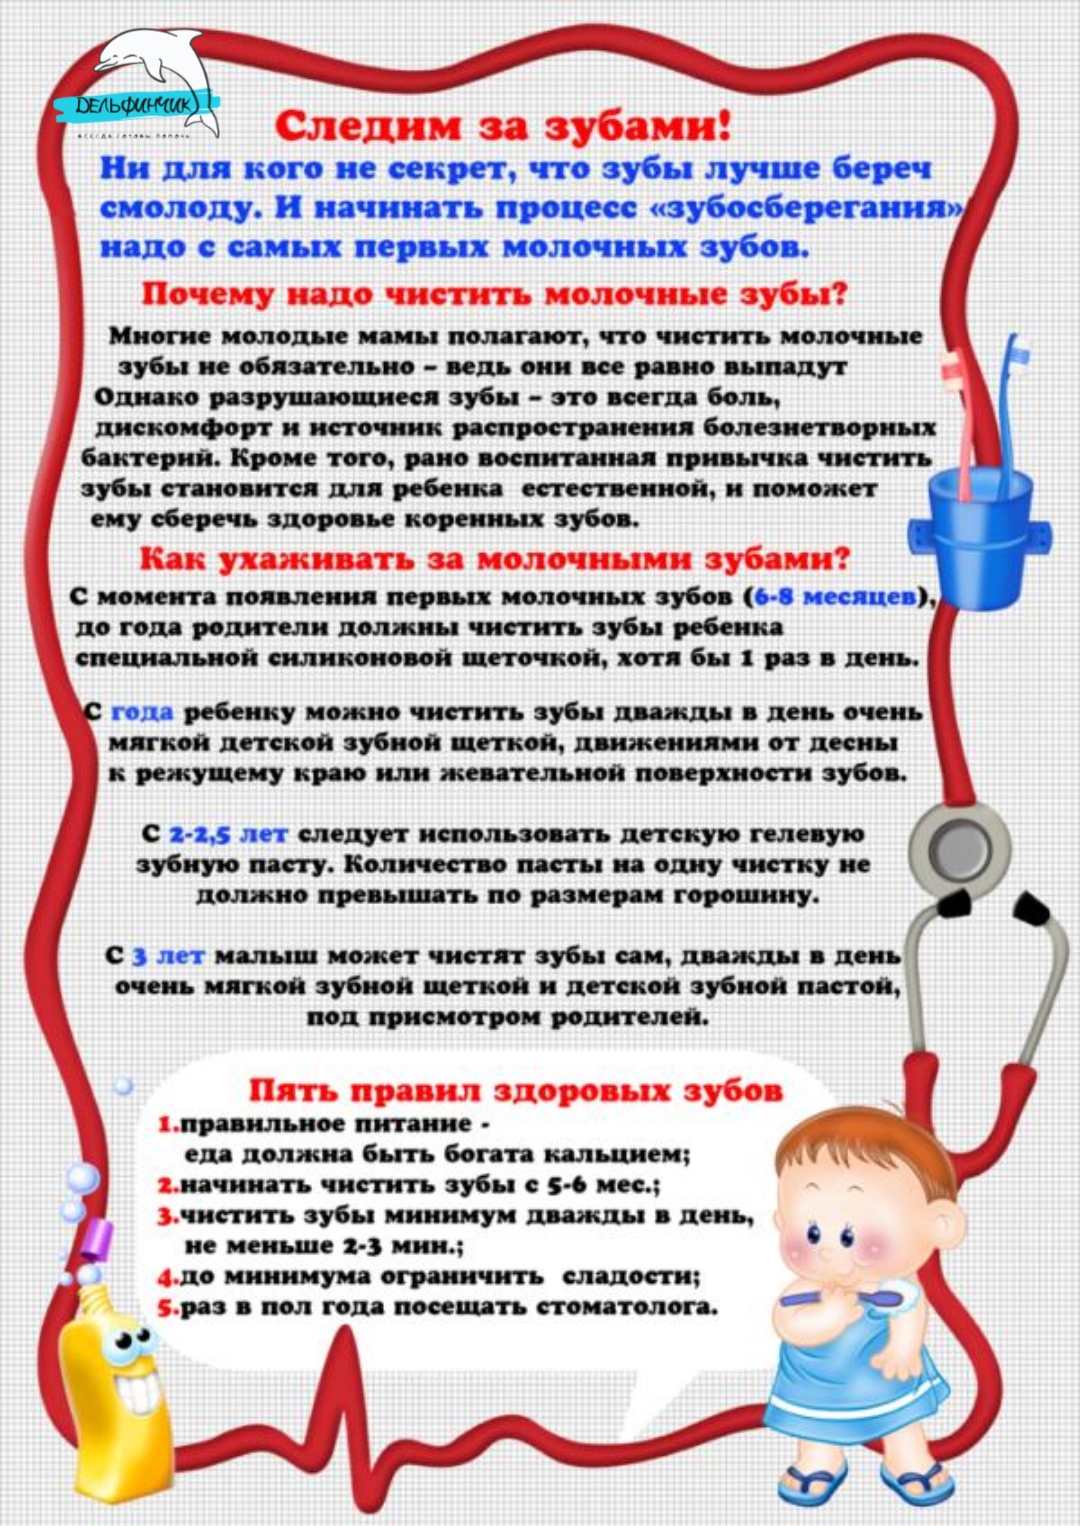 ДЕЛЬФИНЧИК
ВСЕГДА ГОТОВЫ ПОМОЧЬ
Следим за зубами!
Ни для кого не секрет, что зубы лучше береч
смолоду. И начинать процесс «зубосберегания»
надо с самых первых молочных зубов.
Почему надо чистить молочные зубы?
Многие молодые мамы полагают, что чистить молочные
зубы не обязательно – ведь они все равно выпадут
Однако разрушающиеся зубы – это всегда боль,
дискомфорт и источник распространения болезнетворных
бактерий. Кроме того, рано воспитанная привычка чистить
зубы становится для ребенка естественной, и поможет
ему сберечь здоровье коренных зубов.
Как ухаживать за молочными зубами?
С момента появления первых молочных зубов (6-8 месяцев),
до года родители должны чистить зубы ребенка
специальной силиконовой щеточкой, хотя бы 1 раз в день.
С года ребенку можно чистить зубы дважды в день очень
мягкой детской зубной щеткой, движениями от десны
к режущему краю или жевательной поверхности зубов.
С 2-2,5 лет следует использовать детскую гелевую
зубную пасту. Количество пасты на одну чистку не
должно превышать по размерам горошину.
С 3 лет малыш может чистят зубы сам, дважды в день
очень мягкой зубной щеткой и детской зубной пастой,
под присмотром родителей.
Пять правил здоровых зубов
1.правильное питание -
еда должна быть богата кальцием;
2.начинать чистить зубы с 5-6 мес.;
3.чистить зубы минимум дважды в день,
не меньше 2-3 мин.;
4.до минимума ограничить сладости;
5.раз в пол года посещать стоматолога.